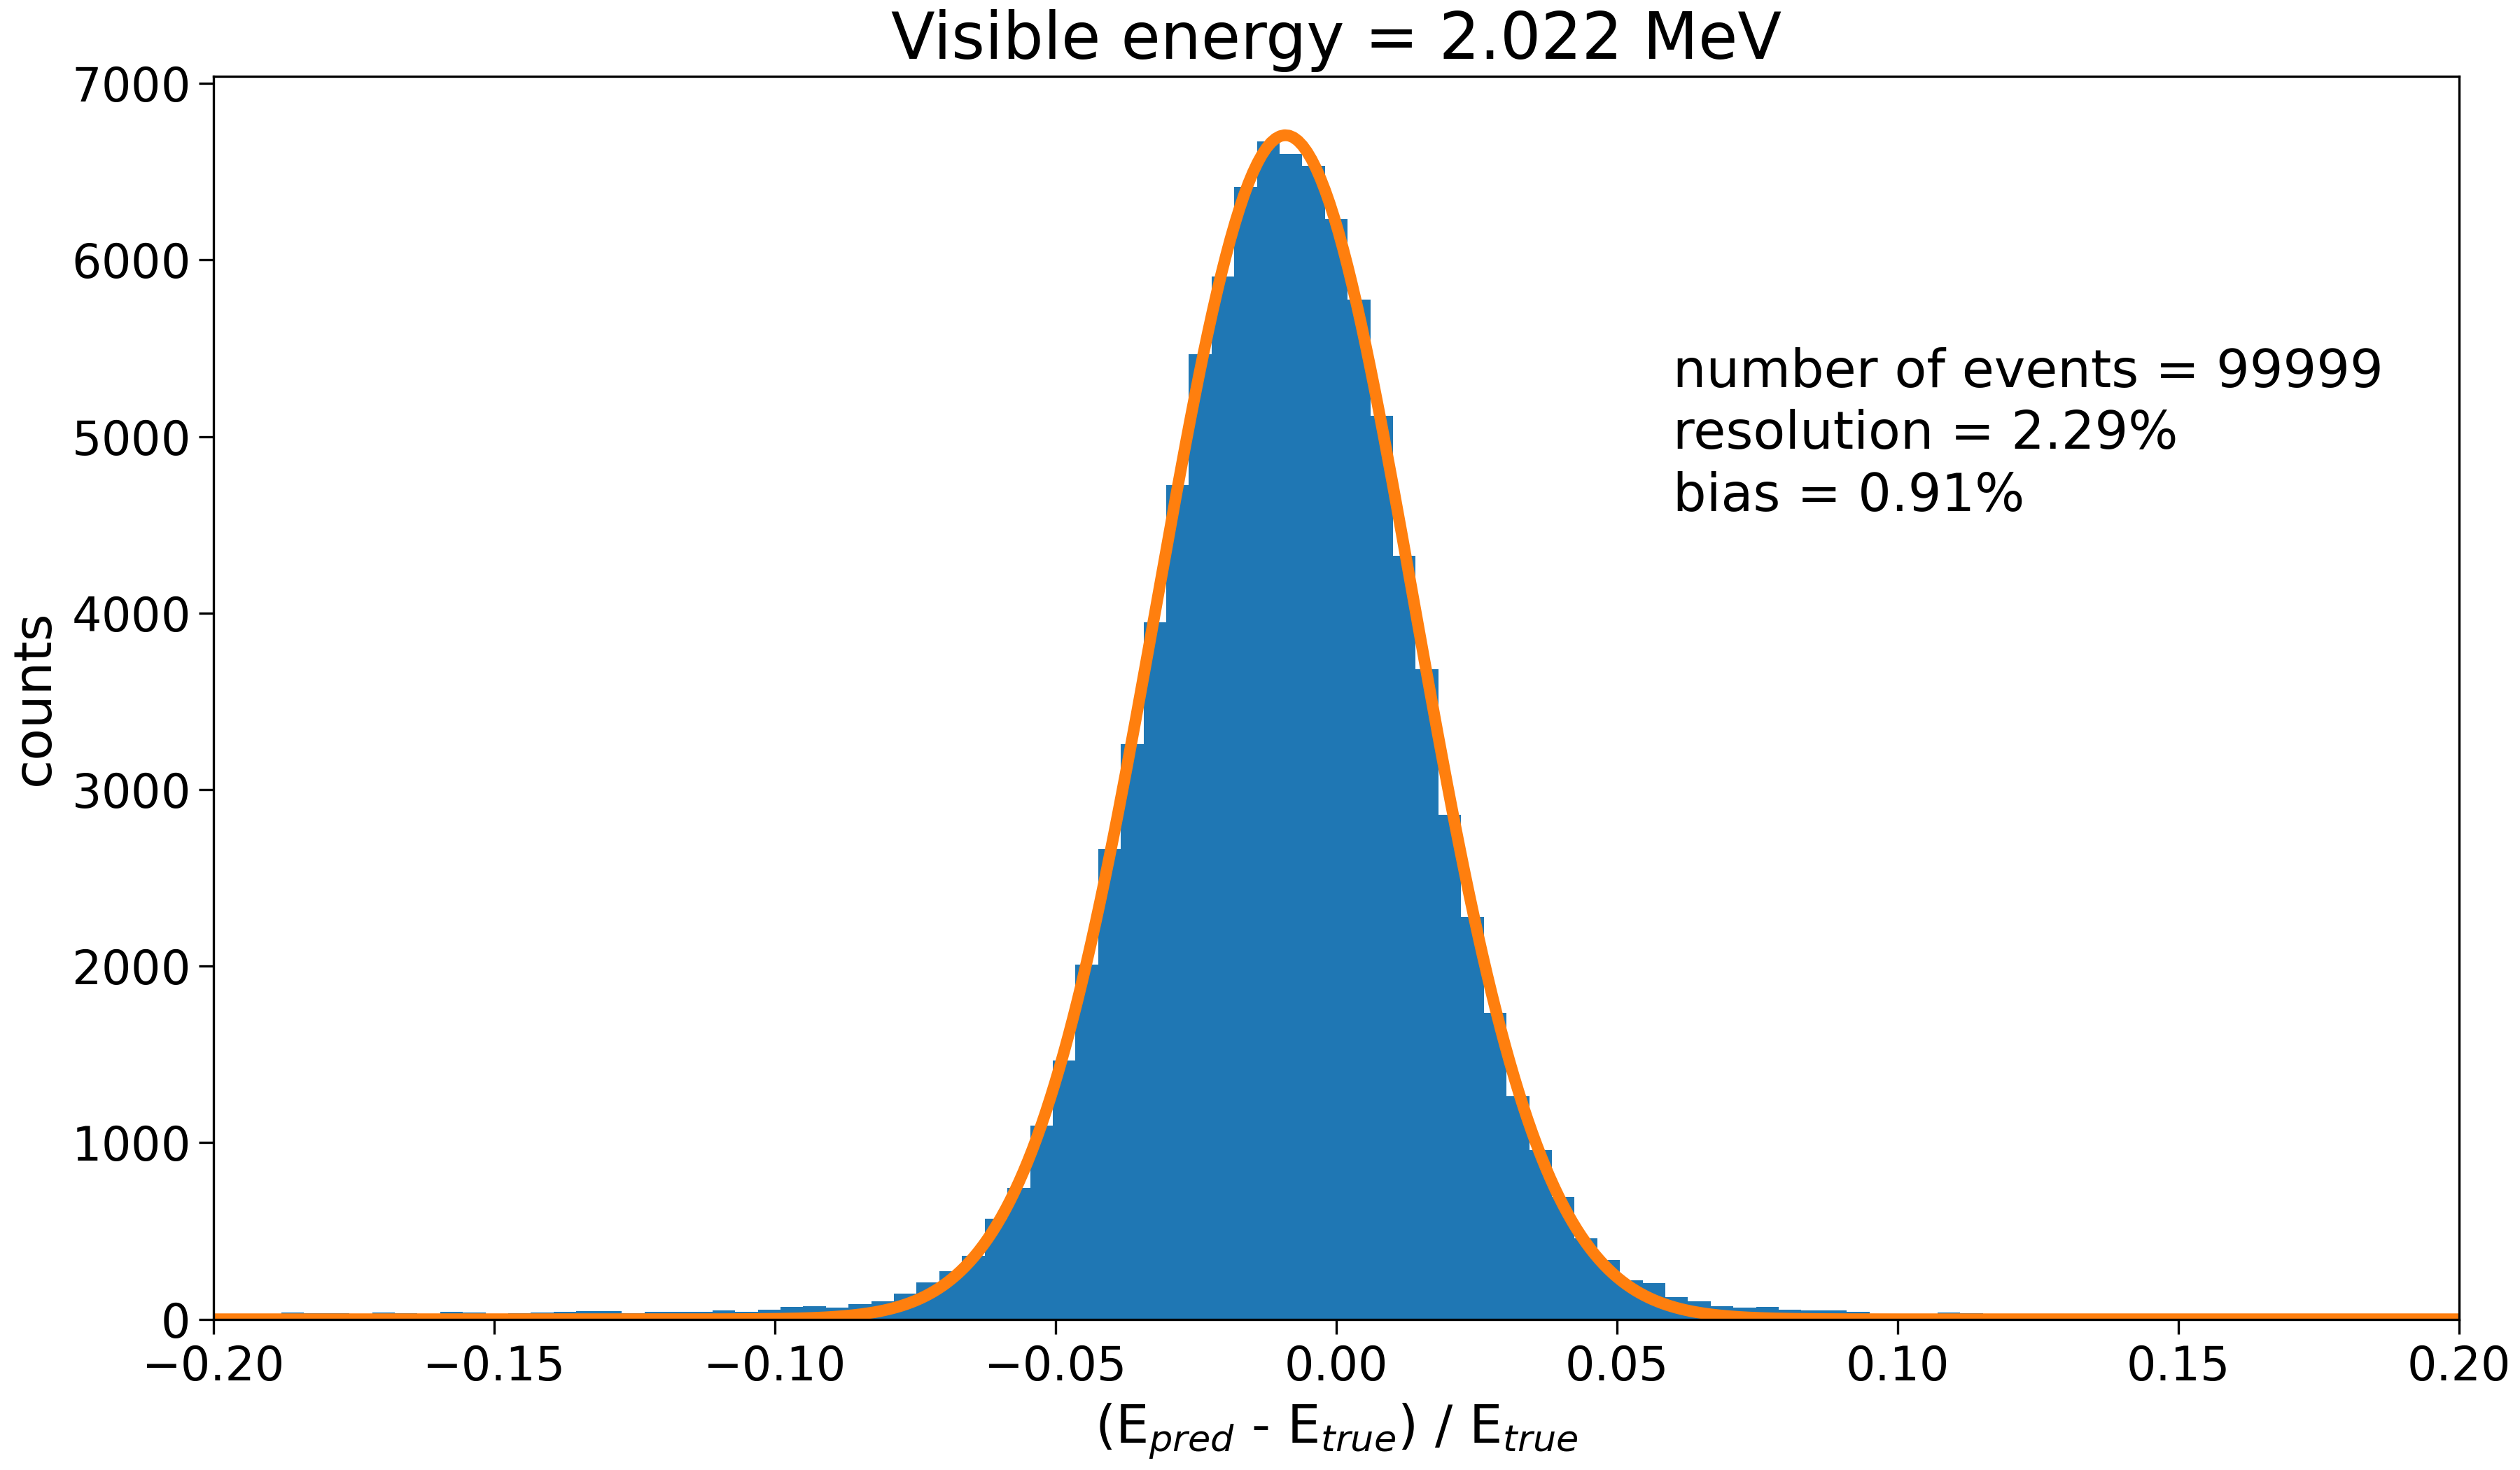 Visible energy = 2.022 MeV
7000
6000
5000
4000
3000
2000
1000
0
counts
number of events = 99999
resolution = 2.29%
bias = 0.91%
−0.20 −0.15 −0.10 −0.05 0.00 0.05 0.10 0.15 0.20
(E_pred - E_true) / E_true